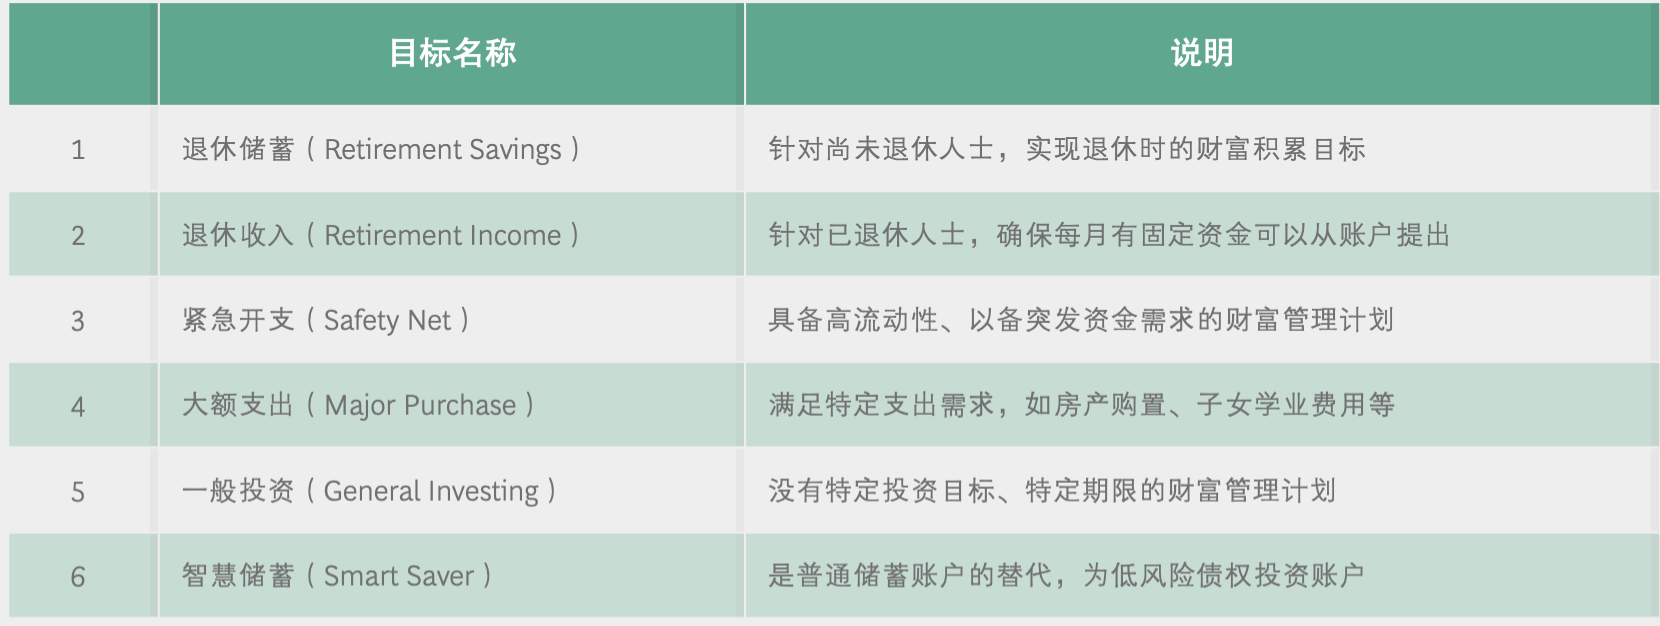 目标名称 说明
1 退休储蓄（Retirement Savings） 针对尚未退休人士，实现退休时的财富积累目标
2 退休收入（Retirement Income） 针对已退休人士，确保每月有固定资金可以从账户提出
3 紧急开支（Safety Net） 具备高流动性、以备突发资金需求的财富管理计划
4 大额支出（Major Purchase） 满足特定支出需求，如房产购置、子女学业费用等
5 一般投资（General Investing） 没有特定投资目标、特定期限的财富管理计划
6 智慧储蓄（Smart Saver） 是普通储蓄账户的替代，为低风险债权投资账户